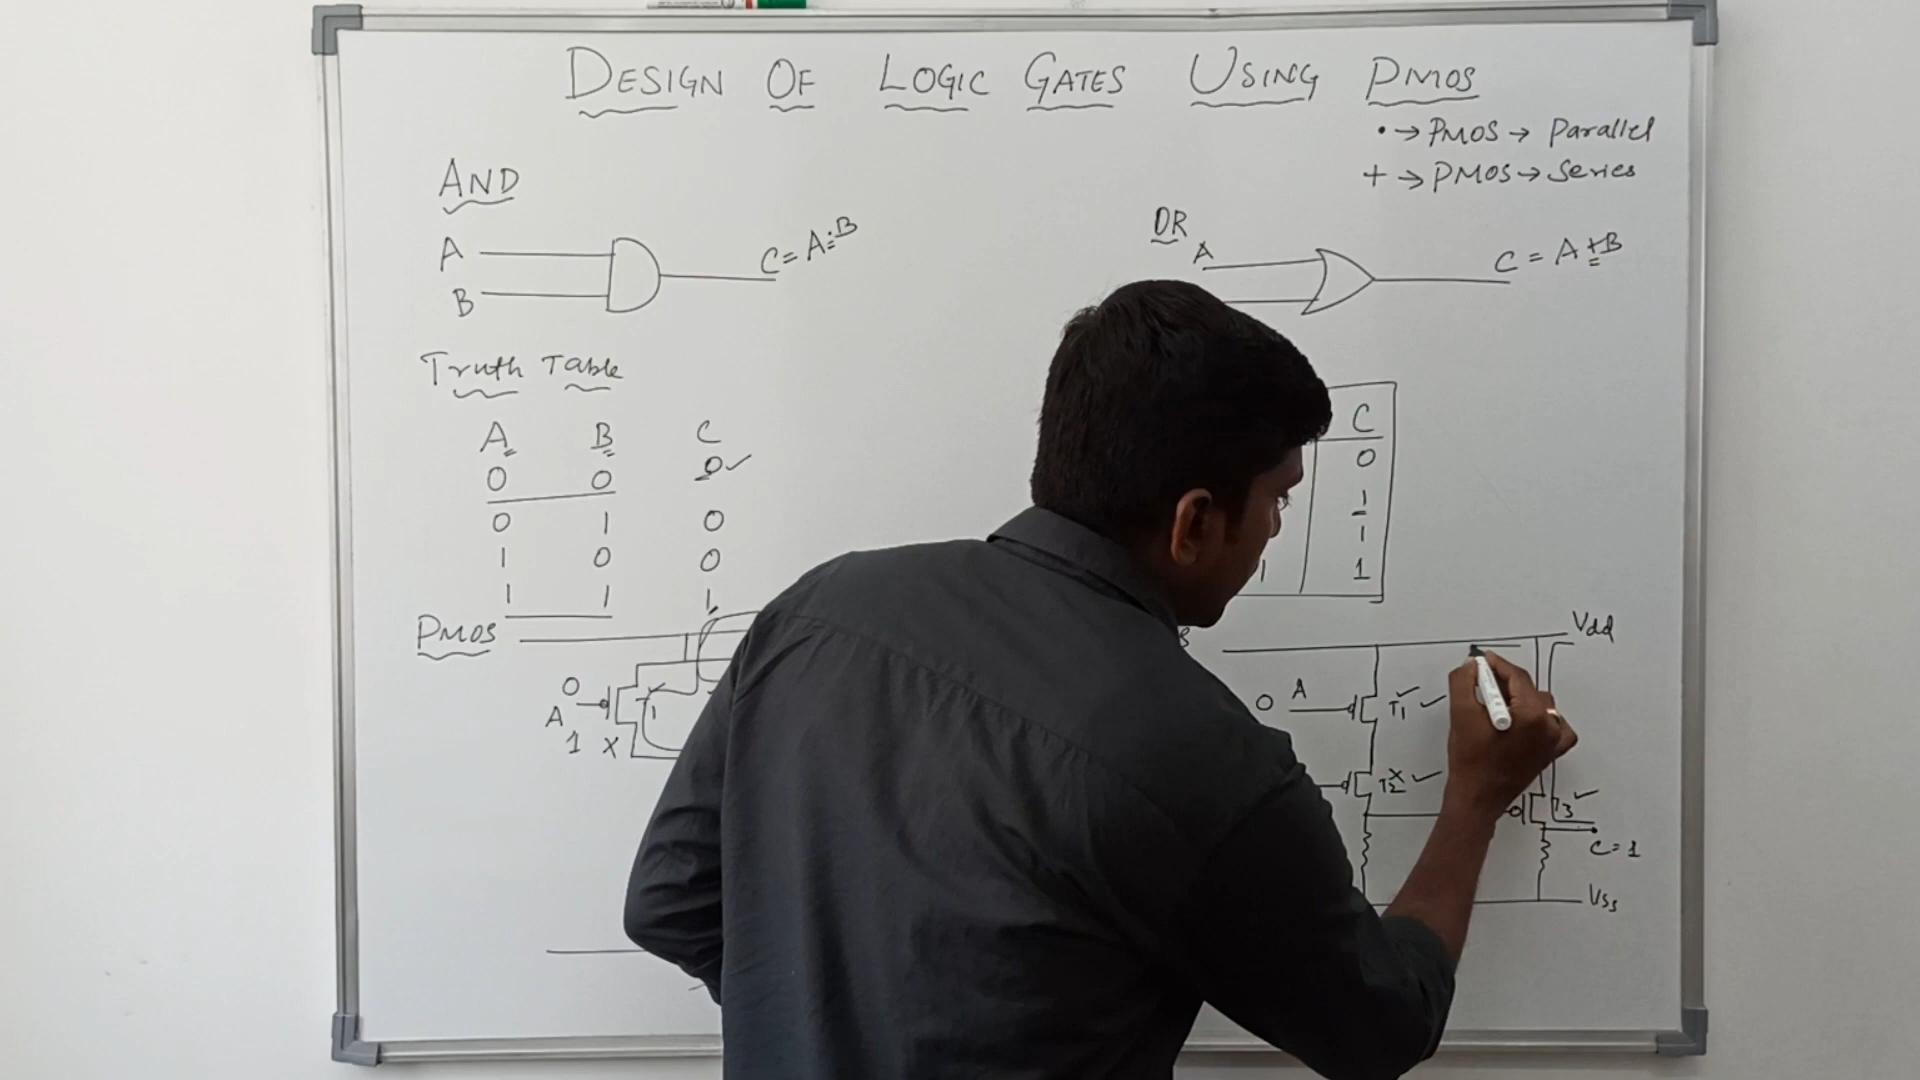 DESIGN OF LOGIC GATES USING PMOS
• → PMOS → Parallel
+ → PMOS → Series
AND
A
B
C = A.B
Truth Table
A B C
0 0 0 ✓
0 1 0
1 0 0
1 1 1
PMOS
0
A
1 X
T1
OR
A
C = A+B
C
0
1
1
1 1
Vdd
0 A T1 ✓ ✓
T2 X ✓
T3 ✓
C = 1
Vss